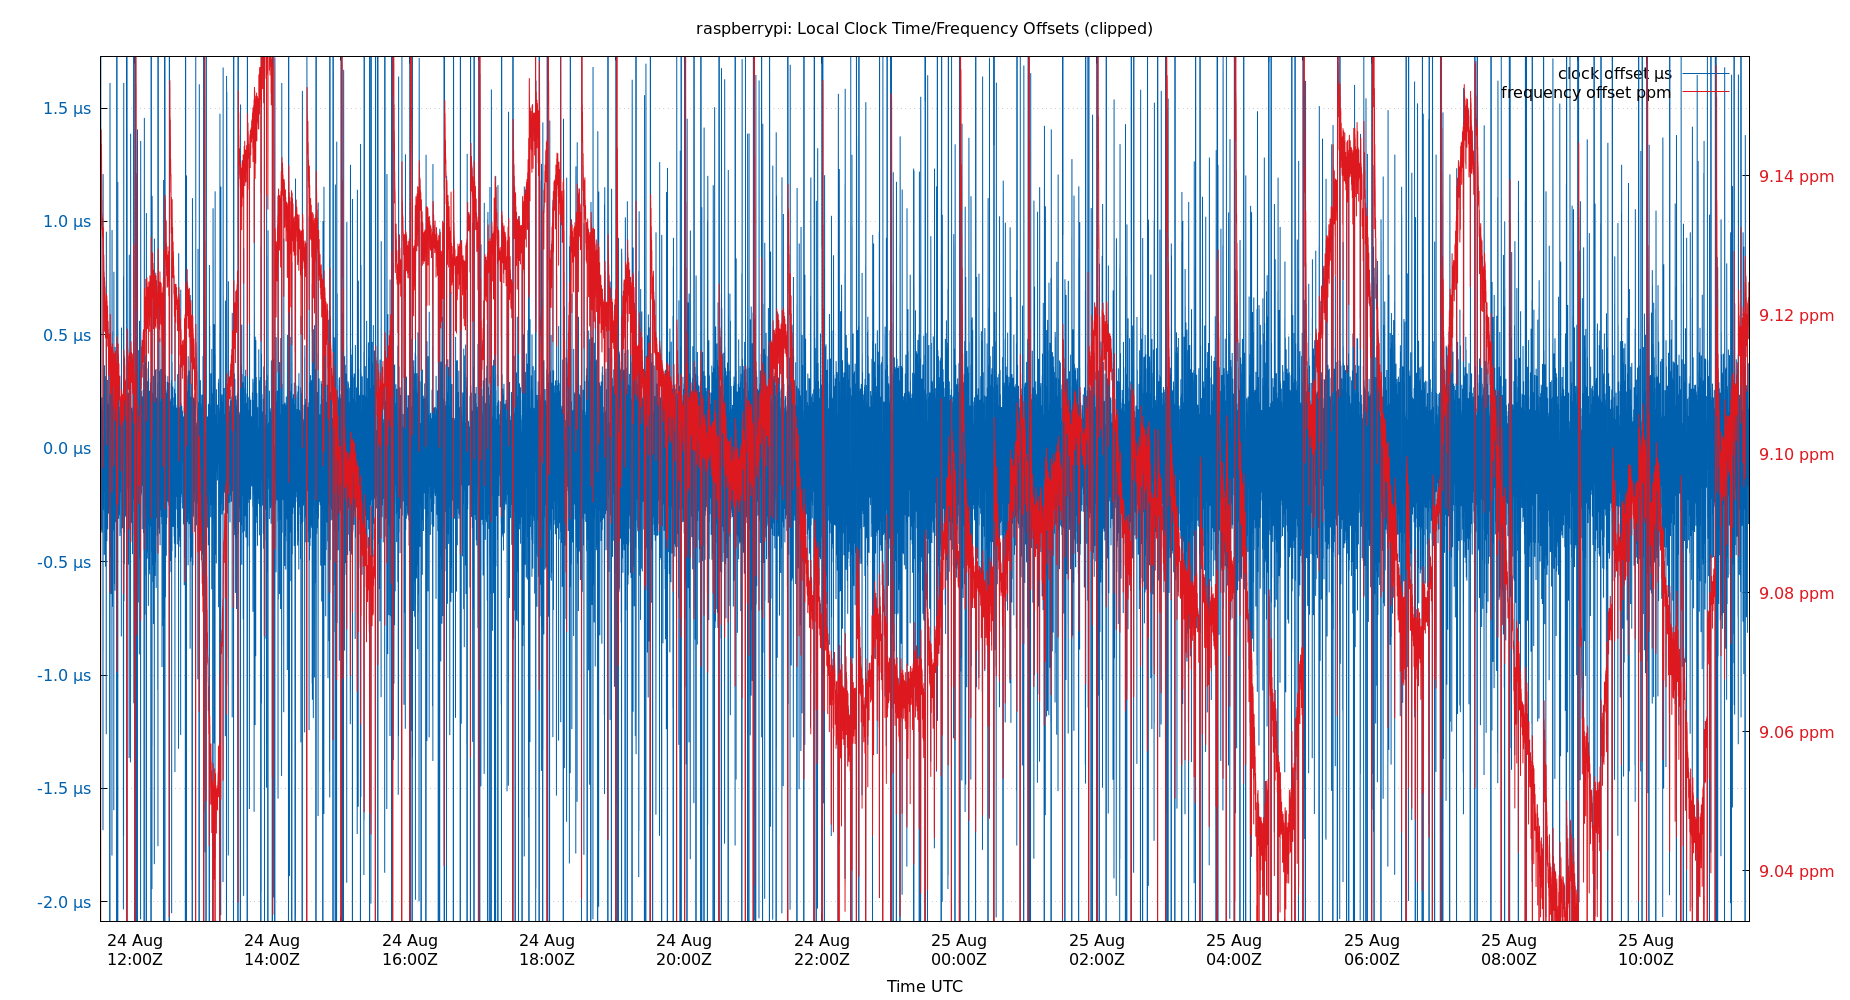 raspberrypi: Local Clock Time/Frequency Offsets (clipped)
clock offset µs
frequency offset ppm
1.5 µs
1.0 µs
0.5 µs
0.0 µs
-0.5 µs
-1.0 µs
-1.5 µs
-2.0 µs
9.14 ppm
9.12 ppm
9.10 ppm
9.08 ppm
9.06 ppm
9.04 ppm
24 Aug
12:00Z
24 Aug
14:00Z
24 Aug
16:00Z
24 Aug
18:00Z
24 Aug
20:00Z
24 Aug
22:00Z
25 Aug
00:00Z
25 Aug
02:00Z
25 Aug
04:00Z
25 Aug
06:00Z
25 Aug
08:00Z
25 Aug
10:00Z
Time UTC